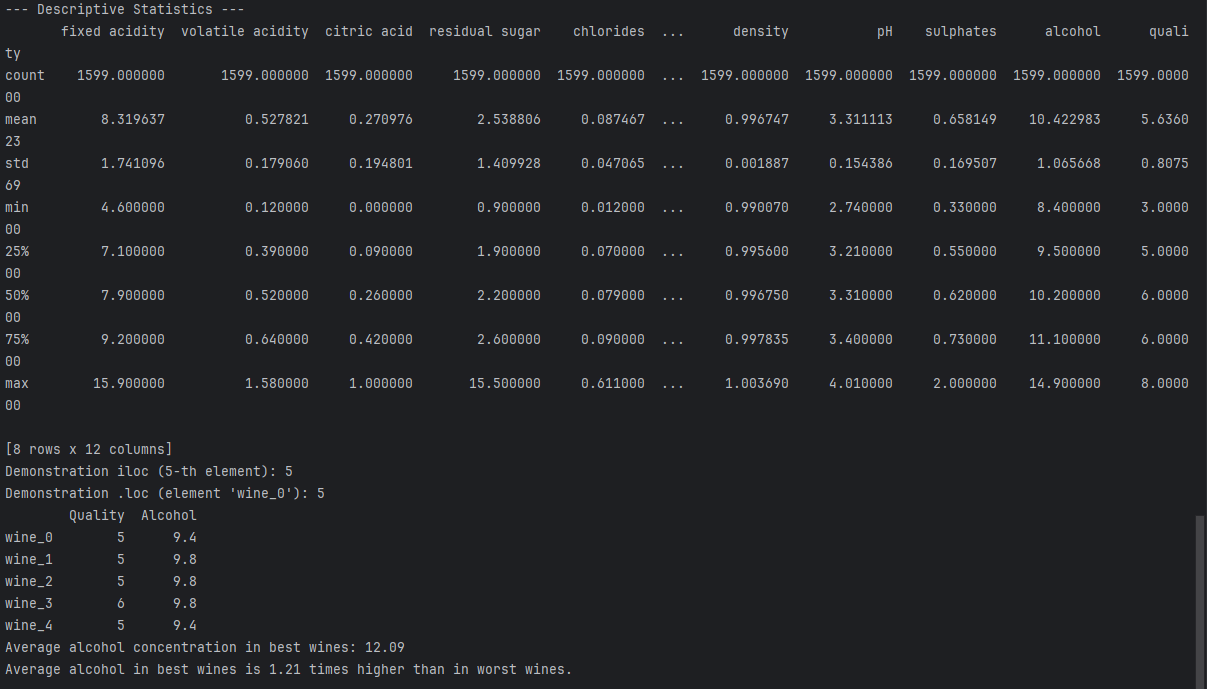 --- Descriptive Statistics ---
       fixed acidity  volatile acidity  citric acid  residual sugar    chlorides  ...      density           pH    sulphates      alcohol      quali
ty
count    1599.000000       1599.000000  1599.000000     1599.000000  1599.000000  ...  1599.000000  1599.000000  1599.000000  1599.000000  1599.0000
00
mean        8.319637          0.527821     0.270976        2.538806     0.087467  ...     0.996747     3.311113     0.658149    10.422983     5.6360
23
std         1.741096          0.179060     0.194801        1.409928     0.047065  ...     0.001887     0.154386     0.169507     1.065668     0.8075
69
min         4.600000          0.120000     0.000000        0.900000     0.012000  ...     0.990070     2.740000     0.330000     8.400000     3.0000
00
25%         7.100000          0.390000     0.090000        1.900000     0.070000  ...     0.995600     3.210000     0.550000     9.500000     5.0000
00
50%         7.900000          0.520000     0.260000        2.200000     0.079000  ...     0.996750     3.310000     0.620000    10.200000     6.0000
00
75%         9.200000          0.640000     0.420000        2.600000     0.090000  ...     0.997835     3.400000     0.730000    11.100000     6.0000
00
max        15.900000          1.580000     1.000000       15.500000     0.611000  ...     1.003690     4.010000     2.000000    14.900000     8.0000
00
[8 rows x 12 columns]
Demonstration iloc (5-th element): 5
Demonstration .loc (element 'wine_0'): 5
        Quality  Alcohol
wine_0        5      9.4
wine_1        5      9.8
wine_2        5      9.8
wine_3        6      9.8
wine_4        5      9.4
Average alcohol concentration in best wines: 12.09
Average alcohol in best wines is 1.21 times higher than in worst wines.